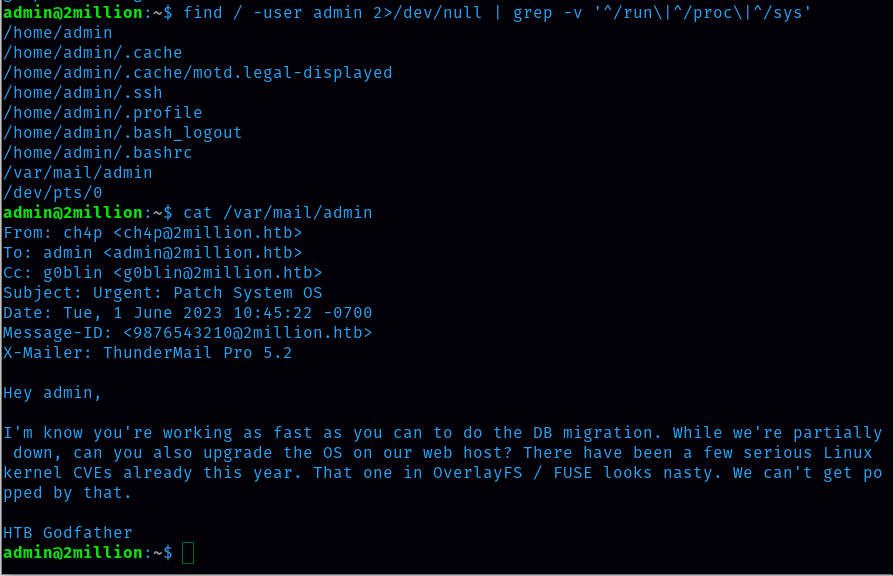 admin@2million:~$ find / -user admin 2>/dev/null | grep -v '^/run\|^/proc\|^/sys'
/home/admin
/home/admin/.cache
/home/admin/.cache/motd.legal-displayed
/home/admin/.ssh
/home/admin/.profile
/home/admin/.bash_logout
/home/admin/.bashrc
/var/mail/admin
/dev/pts/0
admin@2million:~$ cat /var/mail/admin
From: ch4p <ch4p@2million.htb>
To: admin <admin@2million.htb>
Cc: g0blin <g0blin@2million.htb>
Subject: Urgent: Patch System OS
Date: Tue, 1 June 2023 10:45:22 -0700
Message-ID: <9876543210@2million.htb>
X-Mailer: ThunderMail Pro 5.2

Hey admin,

I'm know you're working as fast as you can to do the DB migration. While we're partially
 down, can you also upgrade the OS on our web host? There have been a few serious Linux
kernel CVEs already this year. That one in OverlayFS / FUSE looks nasty. We can't get po
pped by that.

HTB Godfather
admin@2million:~$